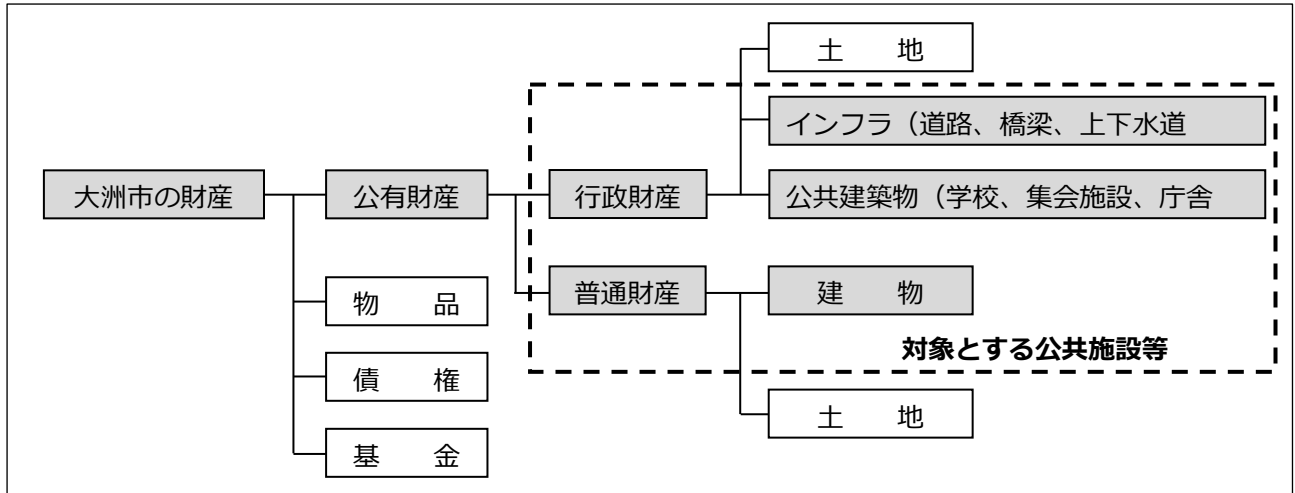 土　　地
インフラ（道路、橋梁、上下水道
大洲市の財産
公有財産
行政財産
公共建築物（学校、集会施設、庁舎
物　　品
普通財産
建　　物
対象とする公共施設等
債　　権
土　　地
基　　金